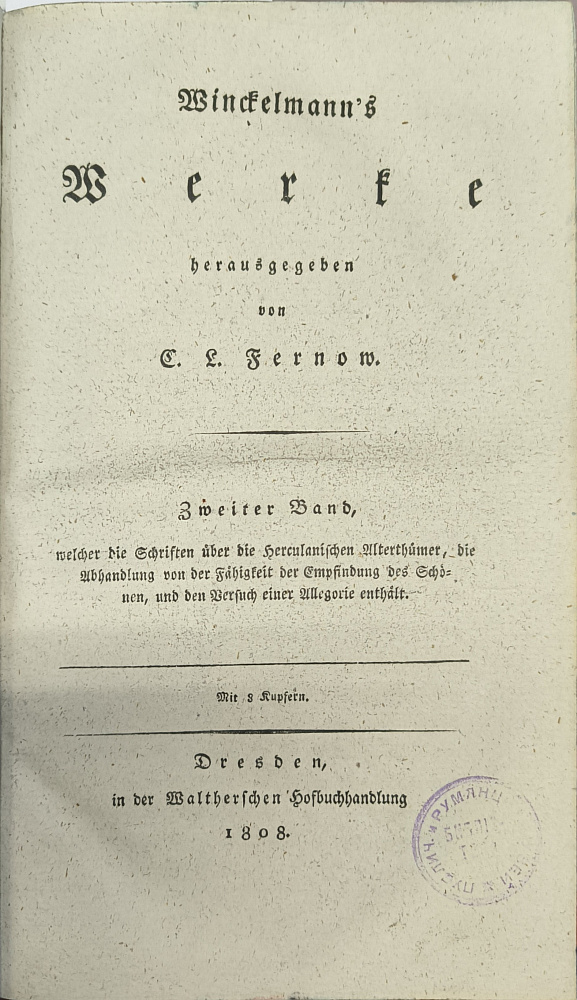 Winckelmann's
Werke
herausgegeben
von
C. L. Fernow.
Zweiter Band,
welcher die Schriften über die Herculanischen Alterthümer, die
Abhandlung von der Fähigkeit der Empfindung des Schö-
nen, und den Versuch einer Allegorie enthält.
Mit 8 Kupfern.
Dresden,
in der Waltherschen Hofbuchhandlung
1808.
И РУМЯНЦ